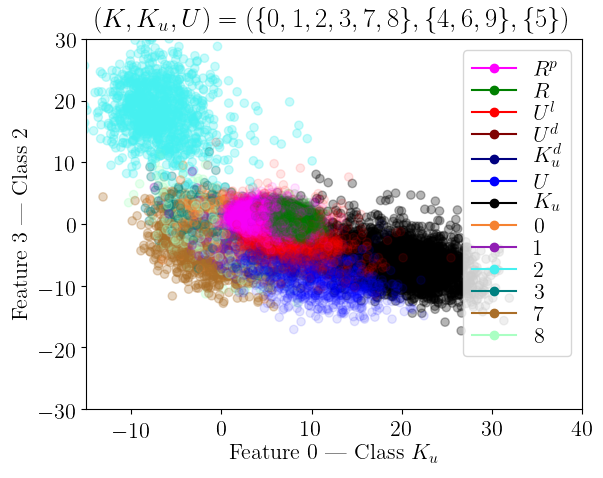 (K, K_u, U) = ({0, 1, 2, 3, 7, 8}, {4, 6, 9}, {5})
30
20
10
0
−10
−20
−30
−10
0
10
20
30
40
Feature 3 — Class 2
Feature 0 — Class K_u
R^p
R
U^l
U^d
K_u^d
U
K_u
0
1
2
3
7
8